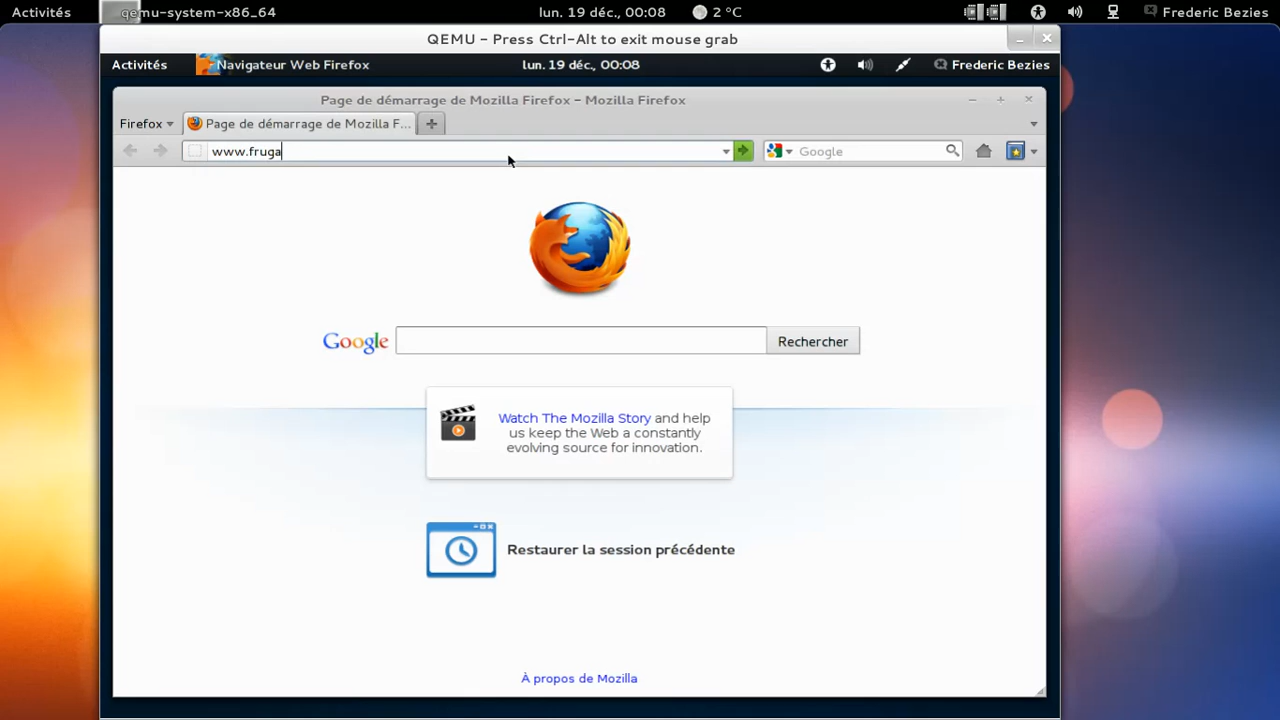 Activités qemu-system-x86_64 lun. 19 déc., 00:08 2 °C Frederic Bezies
QEMU - Press Ctrl-Alt to exit mouse grab
Activités Navigateur Web Firefox lun. 19 déc., 00:08 Frederic Bezies
Page de démarrage de Mozilla Firefox - Mozilla Firefox
Firefox Page de démarrage de Mozilla F...
www.fruga Google
Google Rechercher
Watch The Mozilla Story and help
us keep the Web a constantly
evolving source for innovation.
Restaurer la session précédente
À propos de Mozilla